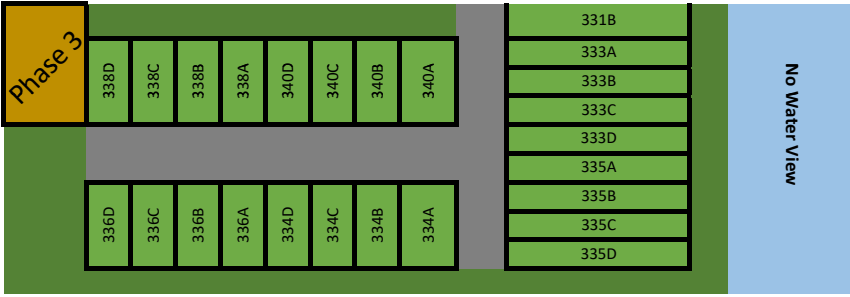 Phase 3
338D
338C
338B
338A
340D
340C
340B
340A
336D
336C
336B
336A
334D
334C
334B
334A
331B
333A
333B
333C
333D
335A
335B
335C
335D
No Water View